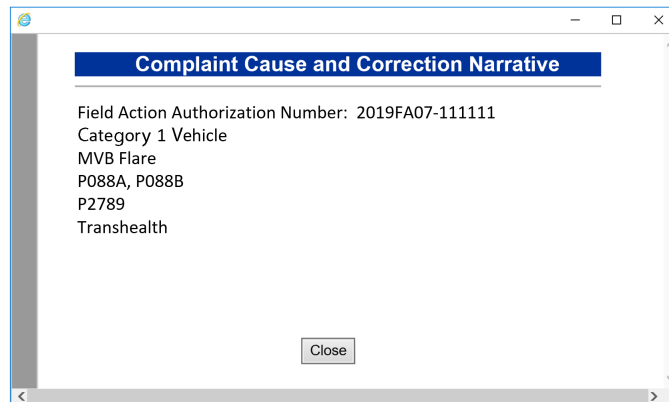 Complaint Cause and Correction Narrative
Field Action Authorization Number: 2019FA07-111111
Category 1 Vehicle
MVB Flare
P088A, P088B
P2789
Transhealth
Close